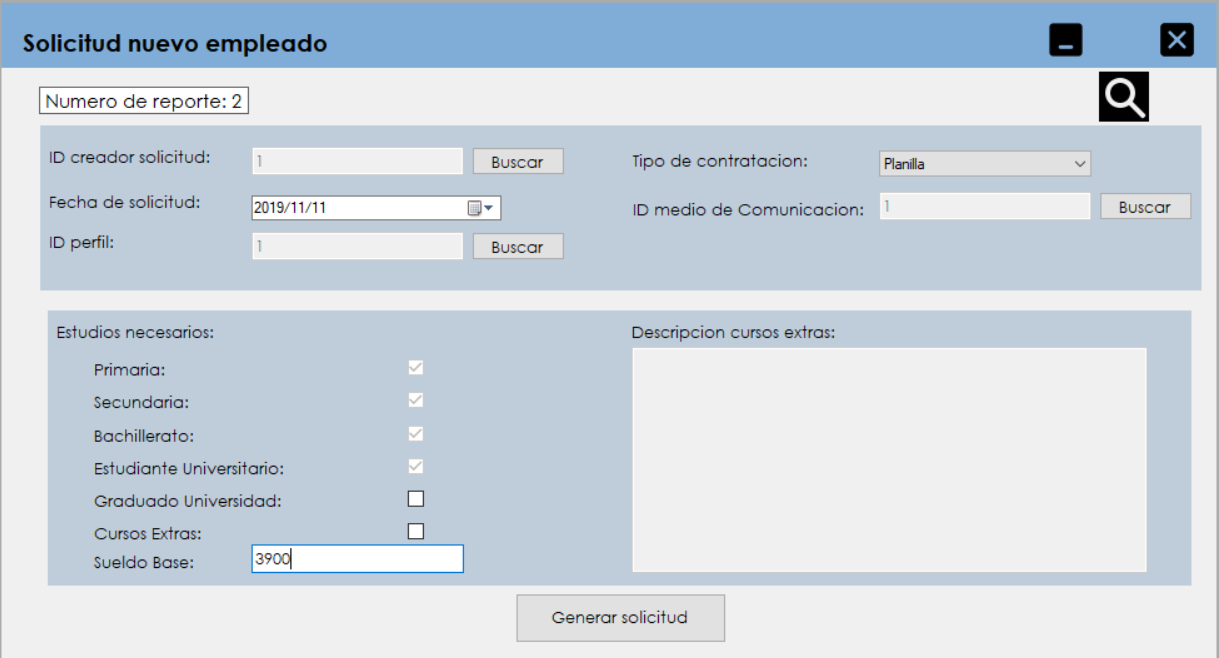 Solicitud nuevo empleado
Numero de reporte: 2
ID creador solicitud:
1
Buscar
Tipo de contratacion:
Planilla
Fecha de solicitud:
2019/11/11
ID medio de Comunicacion:
1
Buscar
ID perfil:
1
Buscar
Estudios necesarios:
Primaria:
Secundaria:
Bachillerato:
Estudiante Universitario:
Graduado Universidad:
Cursos Extras:
Sueldo Base:
3900
Descripcion cursos extras:
Generar solicitud